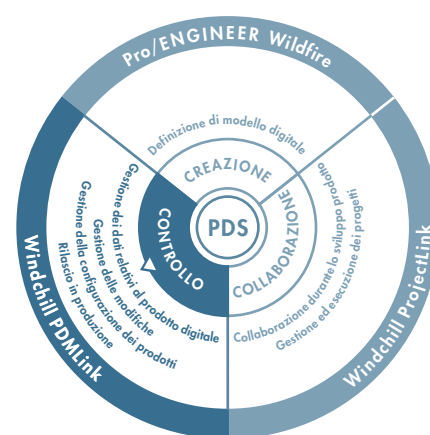 Pro/ENGINEER Wildfire
Definizione di modello digitale
CREAZIONE
PDS
CONTROLLO
COLLABORAZIONE
Gestione dei dati relativi al prodotto digitale
Gestione delle modifiche
Gestione della configurazione dei prodotti
Rilascio in produzione
Windchill PDMLink
Collaborazione durante lo sviluppo prodotto
Gestione ed esecuzione dei progetti
Windchill ProjectLink